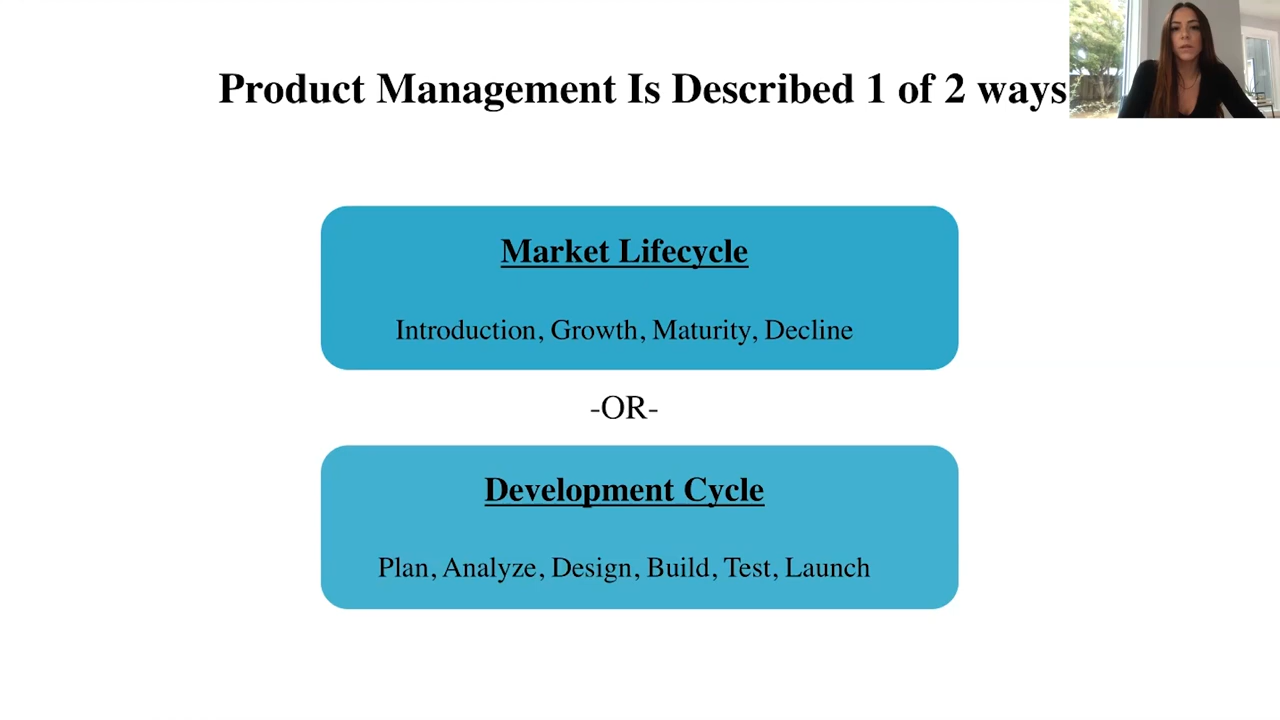 Product Management Is Described 1 of 2 ways
Market Lifecycle
Introduction, Growth, Maturity, Decline
-OR-
Development Cycle
Plan, Analyze, Design, Build, Test, Launch